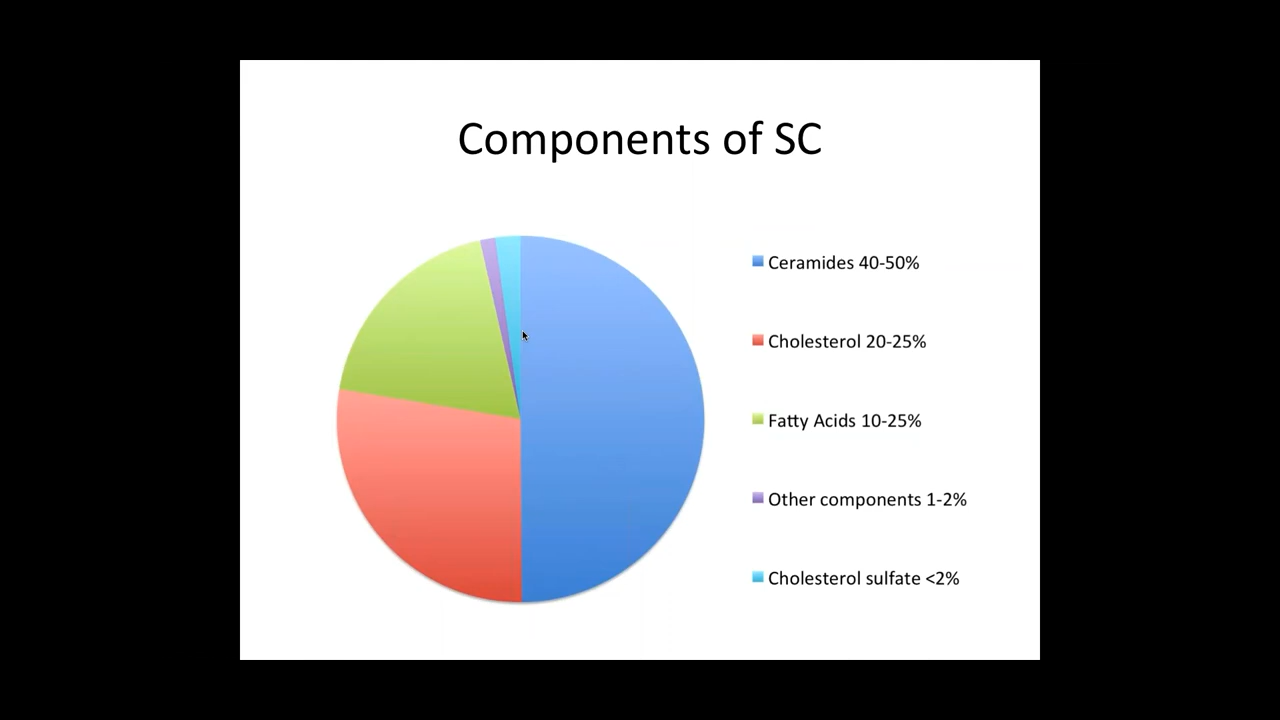 Components of SC
Ceramides 40-50%
Cholesterol 20-25%
Fatty Acids 10-25%
Other components 1-2%
Cholesterol sulfate <2%